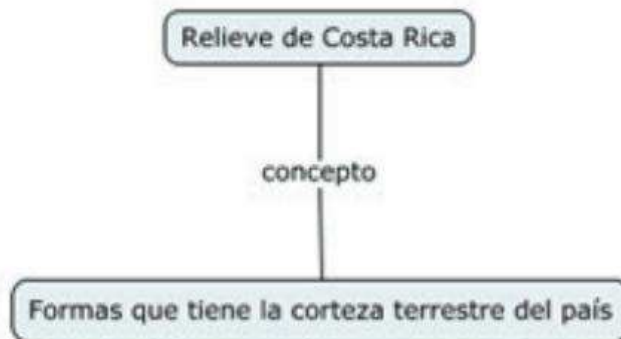 Relieve de Costa Rica
concepto
Formas que tiene la corteza terrestre del país